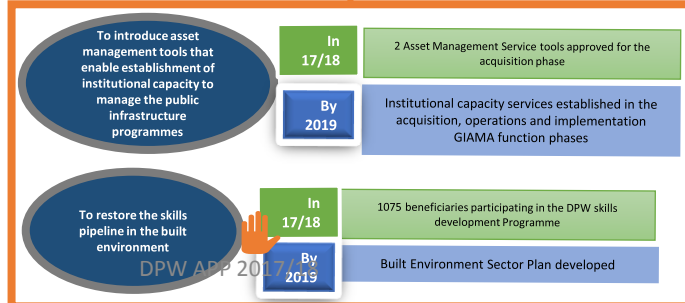 To introduce asset
management tools that
enable establishment of
institutional capacity to
manage the public
infrastructure
programmes
In
17/18
2 Asset Management Service tools approved for the
acquisition phase
By
2019
Institutional capacity services established in the
acquisition, operations and implementation
GIAMA function phases
To restore the skills
pipeline in the built
environment
In
17/18
1075 beneficiaries participating in the DPW skills
development Programme
By
2019
Built Environment Sector Plan developed
DPW APP 2017/18